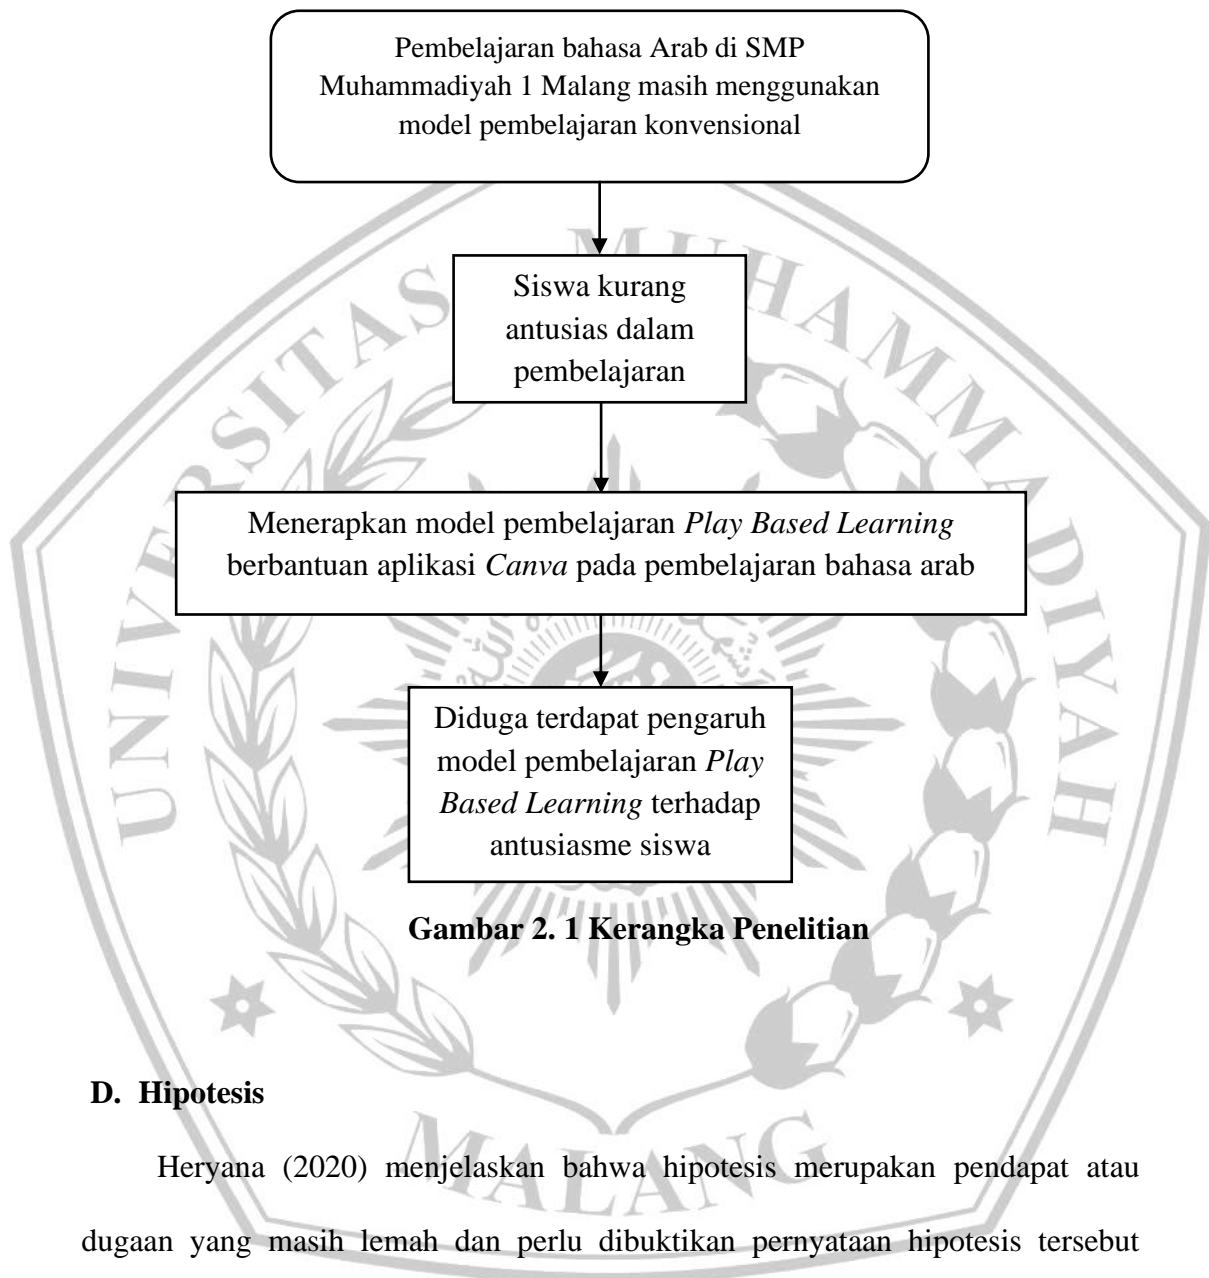 Pembelajaran bahasa Arab di SMP
Muhammadiyah 1 Malang masih menggunakan
model pembelajaran konvensional
Siswa kurang
antusias dalam
pembelajaran
Menerapkan model pembelajaran Play Based Learning
berbantuan aplikasi Canva pada pembelajaran bahasa arab
Diduga terdapat pengaruh
model pembelajaran Play
Based Learning terhadap
antusiasme siswa
Gambar 2. 1 Kerangka Penelitian
D. Hipotesis
Heryana (2020) menjelaskan bahwa hipotesis merupakan pendapat atau
dugaan yang masih lemah dan perlu dibuktikan pernyataan hipotesis tersebut
UNIVERSITAS MUHAMMADIYAH
MALANG